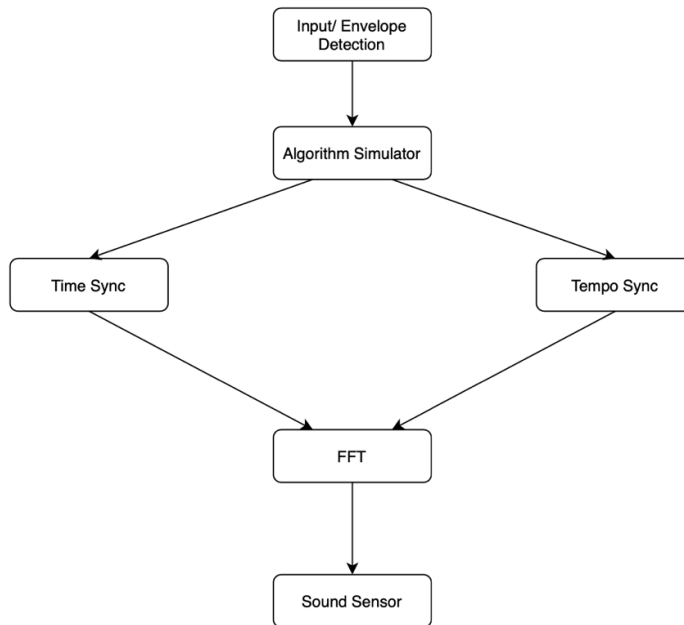 Input/ Envelope
Detection
Algorithm Simulator
Time Sync
Tempo Sync
FFT
Sound Sensor